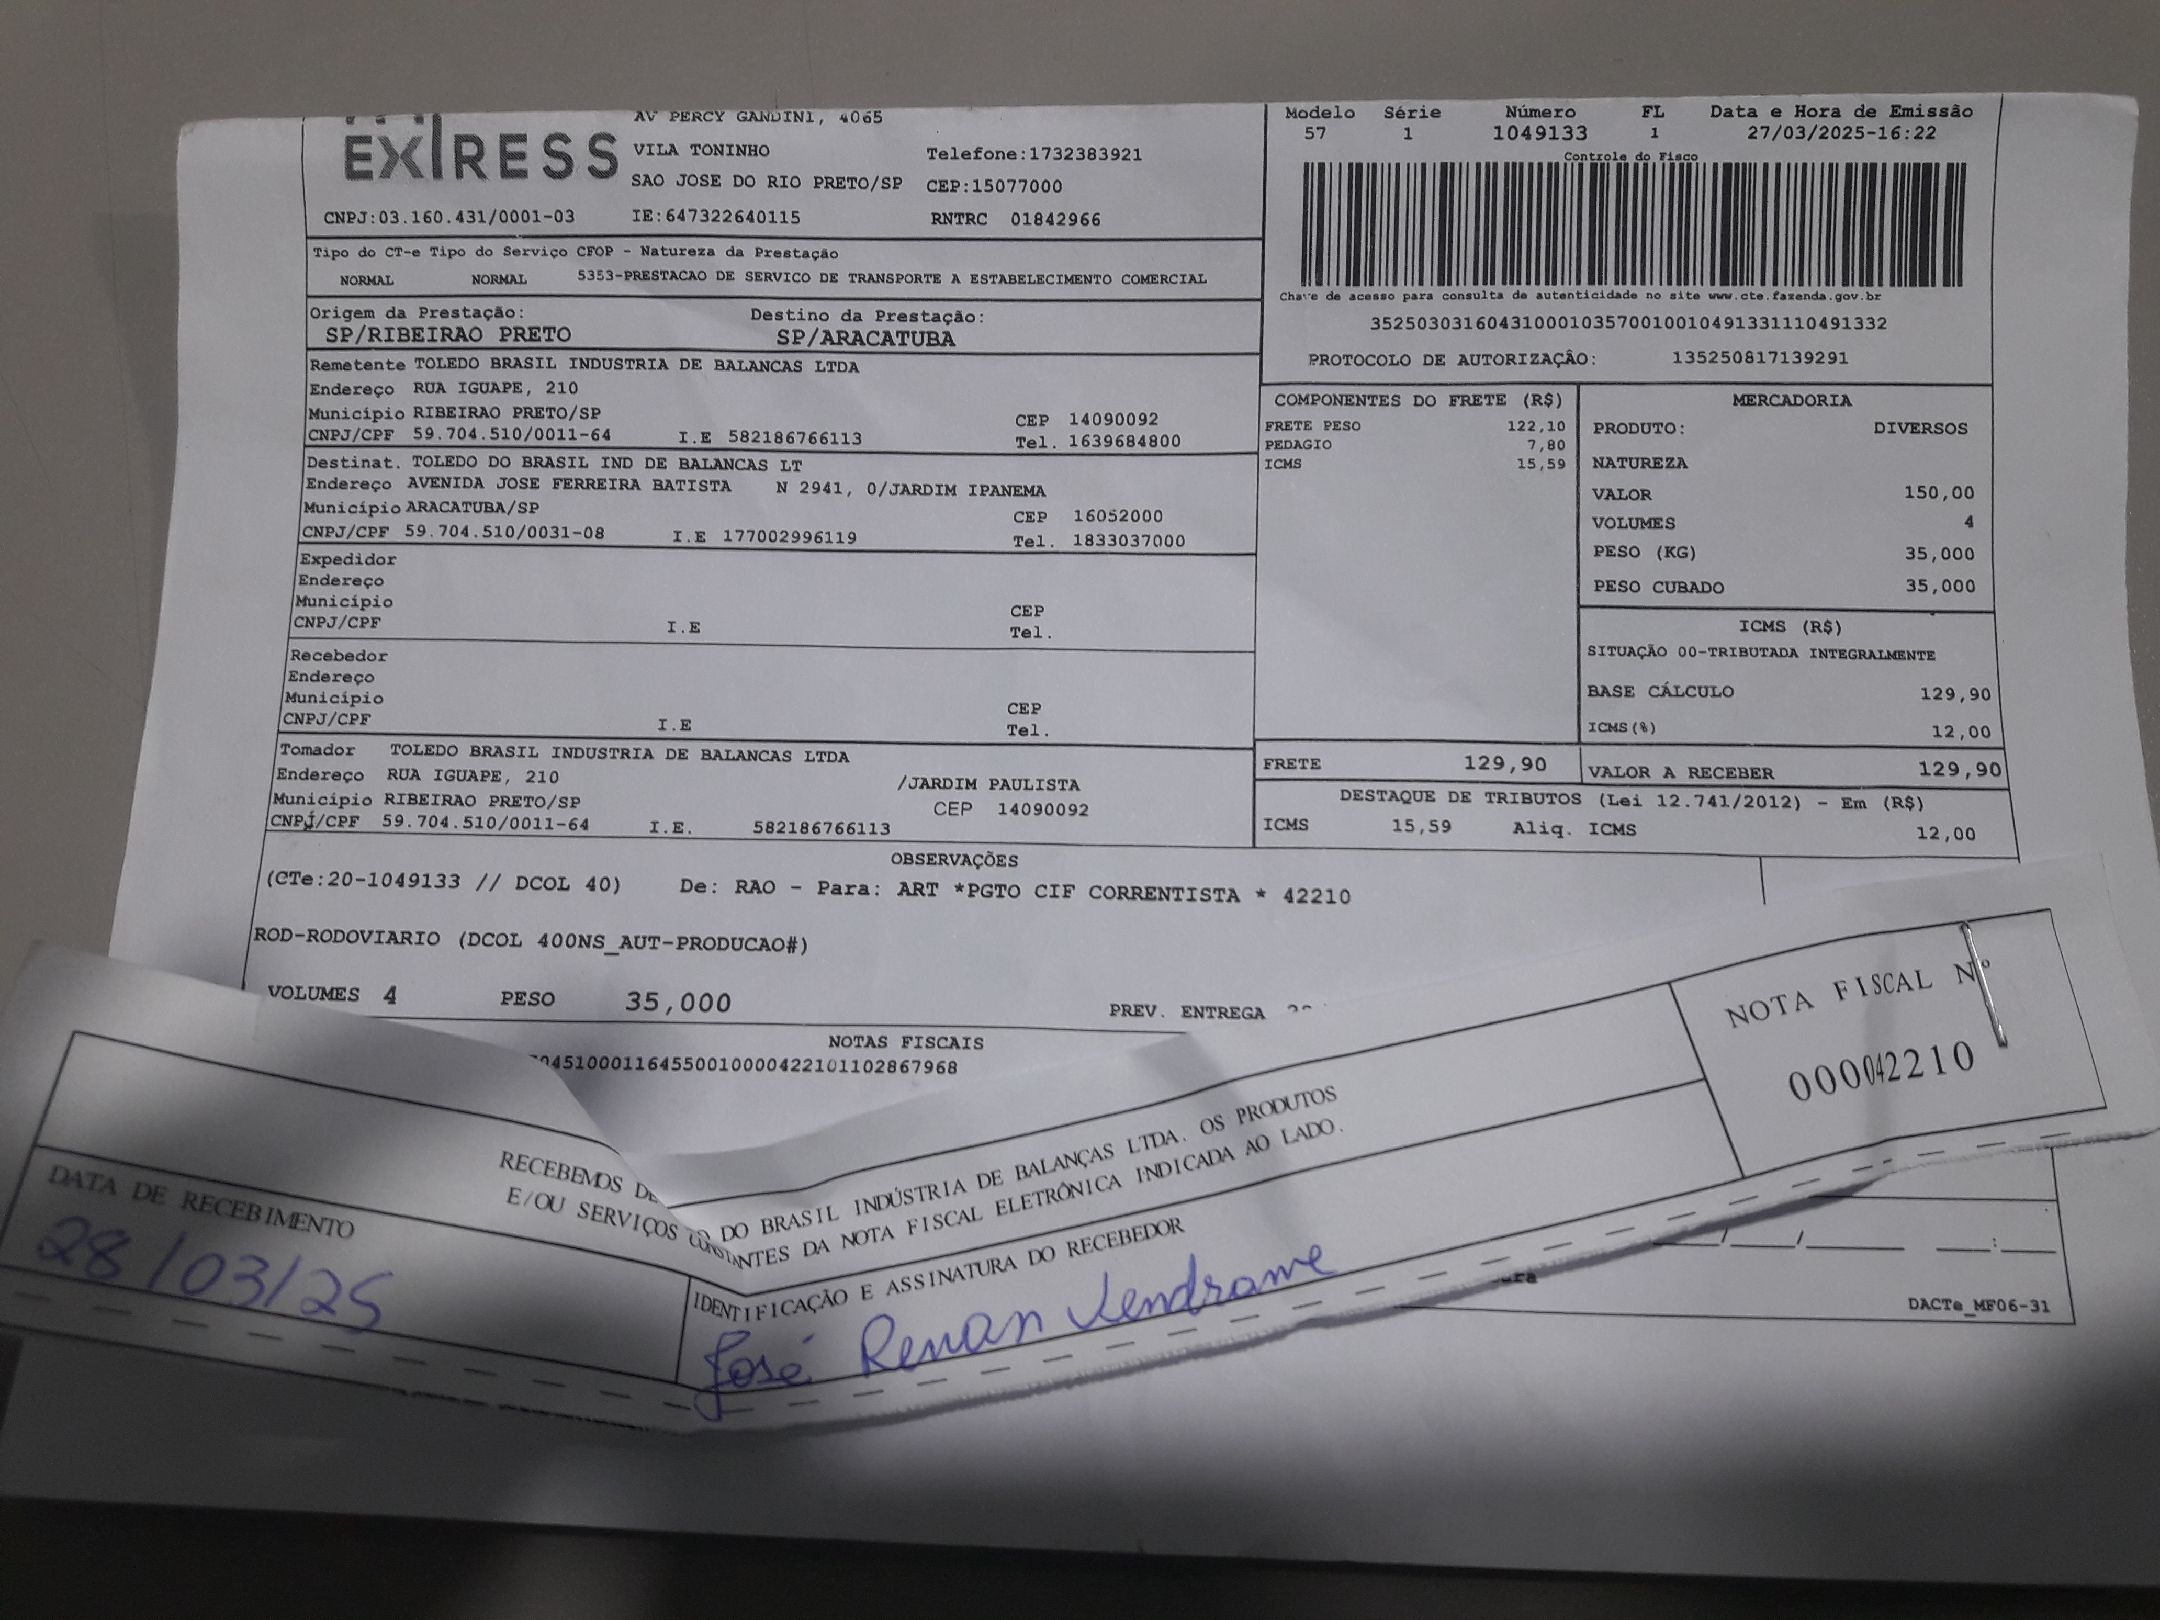 EXPRESS
AV PERCY GANDINI, 4065
VILA TONINHO Telefone:1732383921
SAO JOSE DO RIO PRETO/SP CEP:15077000
CNPJ:03.160.431/0001-03 IE:647322640115 RNTRC 01842966
Modelo Série Número FL Data e Hora de Emissão
57 1 1049133 1 27/03/2025-16:22
Controle do Fisco
Chave de acesso para consulta de autenticidade no site www.cte.fazenda.gov.br
35250303160431000103570010010491331110491332
PROTOCOLO DE AUTORIZAÇÃO: 135250817139291
Tipo do CT-e Tipo do Serviço CFOP - Natureza da Prestação
NORMAL NORMAL 5353-PRESTACAO DE SERVICO DE TRANSPORTE A ESTABELECIMENTO COMERCIAL
Origem da Prestação: Destino da Prestação:
SP/RIBEIRAO PRETO SP/ARACATUBA
Remetente TOLEDO BRASIL INDUSTRIA DE BALANCAS LTDA
Endereço RUA IGUAPE, 210
Município RIBEIRAO PRETO/SP CEP 14090092
CNPJ/CPF 59.704.510/0011-64 I.E 582186766113 Tel. 1639684800
Destinat. TOLEDO DO BRASIL IND DE BALANCAS LT
Endereço AVENIDA JOSE FERREIRA BATISTA N 2941, 0/JARDIM IPANEMA
Município ARACATUBA/SP CEP 16052000
CNPJ/CPF 59.704.510/0031-08 I.E 177002996119 Tel. 1833037000
Expedidor
Endereço
Município CEP
CNPJ/CPF I.E Tel.
Recebedor
Endereço
Município CEP
CNPJ/CPF I.E Tel.
Tomador TOLEDO BRASIL INDUSTRIA DE BALANCAS LTDA
Endereço RUA IGUAPE, 210 /JARDIM PAULISTA
Município RIBEIRAO PRETO/SP CEP 14090092
CNPJ/CPF 59.704.510/0011-64 I.E. 582186766113
COMPONENTES DO FRETE (R$)
FRETE PESO 122,10
PEDAGIO 7,80
ICMS 15,59
MERCADORIA
PRODUTO: DIVERSOS
NATUREZA
VALOR 150,00
VOLUMES 4
PESO (KG) 35,000
PESO CUBADO 35,000
ICMS (R$)
SITUAÇÃO 00-TRIBUTADA INTEGRALMENTE
BASE CÁLCULO 129,90
ICMS(%) 12,00
FRETE 129,90 VALOR A RECEBER 129,90
DESTAQUE DE TRIBUTOS (Lei 12.741/2012) - Em (R$)
ICMS 15,59 Aliq. ICMS 12,00
OBSERVAÇÕES
(CTe:20-1049133 // DCOL 40) De: RAO - Para: ART *PGTO CIF CORRENTISTA * 42210
ROD-RODOVIARIO (DCOL 400NS_AUT-PRODUCAO#)
VOLUMES 4 PESO 35,000 PREV. ENTREGA
NOTAS FISCAIS
04510001164550010000422101102867968
RECEBEMOS DE DO BRASIL INDÚSTRIA DE BALANÇAS LTDA. OS PRODUTOS
E/OU SERVIÇOS CONSTANTES DA NOTA FISCAL ELETRÔNICA INDICADA AO LADO.
NOTA FISCAL Nº
000042210
DATA DE RECEBIMENTO
28/03/25
IDENTIFICAÇÃO E ASSINATURA DO RECEBEDOR
José Renan Vendrame
DACTe_MF06-31